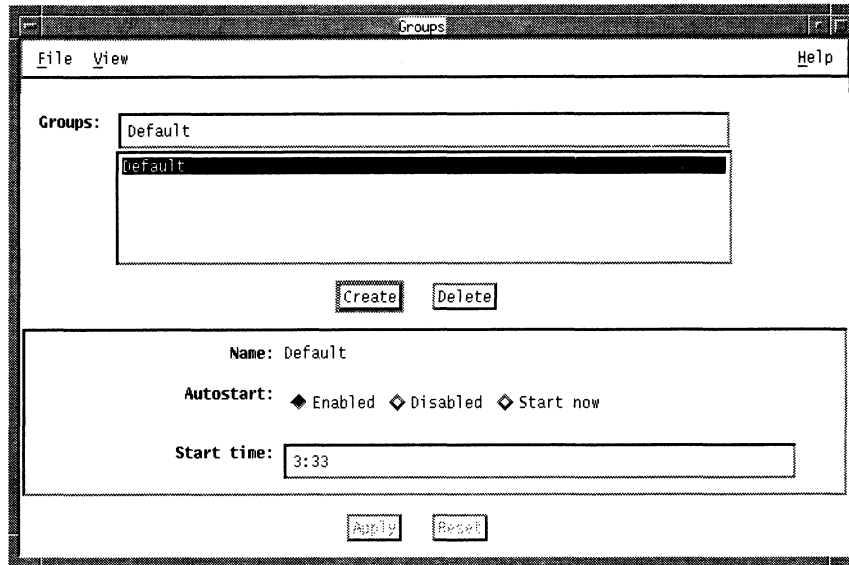 Groups
File View Help
Groups: Default
Default
Create Delete
Name: Default
Autostart: Enabled Disabled Start now
Start time: 3:33
Apply Reset